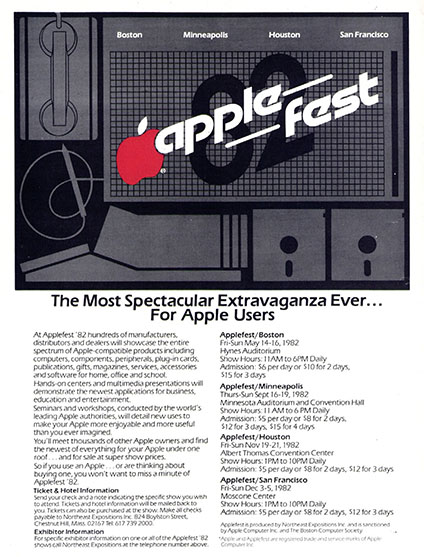 Boston Minneapolis Houston San Francisco
82
apple fest
®
The Most Spectacular Extravaganza Ever...
For Apple Users
At Applefest '82 hundreds of manufacturers,
distributors and dealers will showcase the entire
spectrum of Apple-compatible products including
computers, components, peripherals, plug-in cards,
publications, gifts, magazines, services, accessories
and software for home, office and school.
Hands-on centers and multimedia presentations will
demonstrate the newest applications for business,
education and entertainment.
Seminars and workshops, conducted by the world's
leading Apple authorities, will detail new uses to
make your Apple more enjoyable and more useful
than you ever imagined.
You'll meet thousands of other Apple owners and find
the newest of everything for your Apple under one
roof... and for sale at super show prices.
So if you use an Apple... or are thinking about
buying one, you won't want to miss a minute of
Applefest '82.
Ticket & Hotel Information
Send your check and a note indicating the specific show you wish
to attend. Tickets and hotel information will be mailed back to
you. Tickets can also be purchased at the show. Make all checks
payable to Northeast Expositions Inc. 824 Boylston Street,
Chestnut Hill, Mass. 02167 Tel: 617 739 2000.
Exhibitor Information
For specific exhibitor information on one or all of the Applefest '82
shows call Northeast Expositions at the telephone number above.
Applefest/Boston
Fri-Sun May 14-16, 1982
Hynes Auditorium
Show Hours: 11AM to 6PM Daily
Admission: $6 per day or $10 for 2 days,
$15 for 3 days
Applefest/Minneapolis
Thurs-Sun Sept 16-19, 1982
Minnesota Auditorium and Convention Hall
Show Hours: 11 AM to 6 PM Daily
Admission: $5 per day or $8 for 2 days,
$12 for 3 days, $15 for 4 days
Applefest/Houston
Fri-Sun Nov 19-21, 1982
Albert Thomas Convention Center
Show Hours: 1PM to 10PM Daily
Admission: $5 per day or $8 for 2 days, $12 for 3 days
Applefest/San Francisco
Fri-Sun Dec 3-5, 1982
Moscone Center
Show Hours: 1PM to 10PM Daily
Admission: $5 per day or $8 for 2 days, $12 for 3 days
Applefest is produced by Northeast Expositions Inc. and is sanctioned
by Apple Computer Inc. and The Boston Computer Society.
*Apple and Applefest are registered trade and service marks of Apple
Computer Inc.